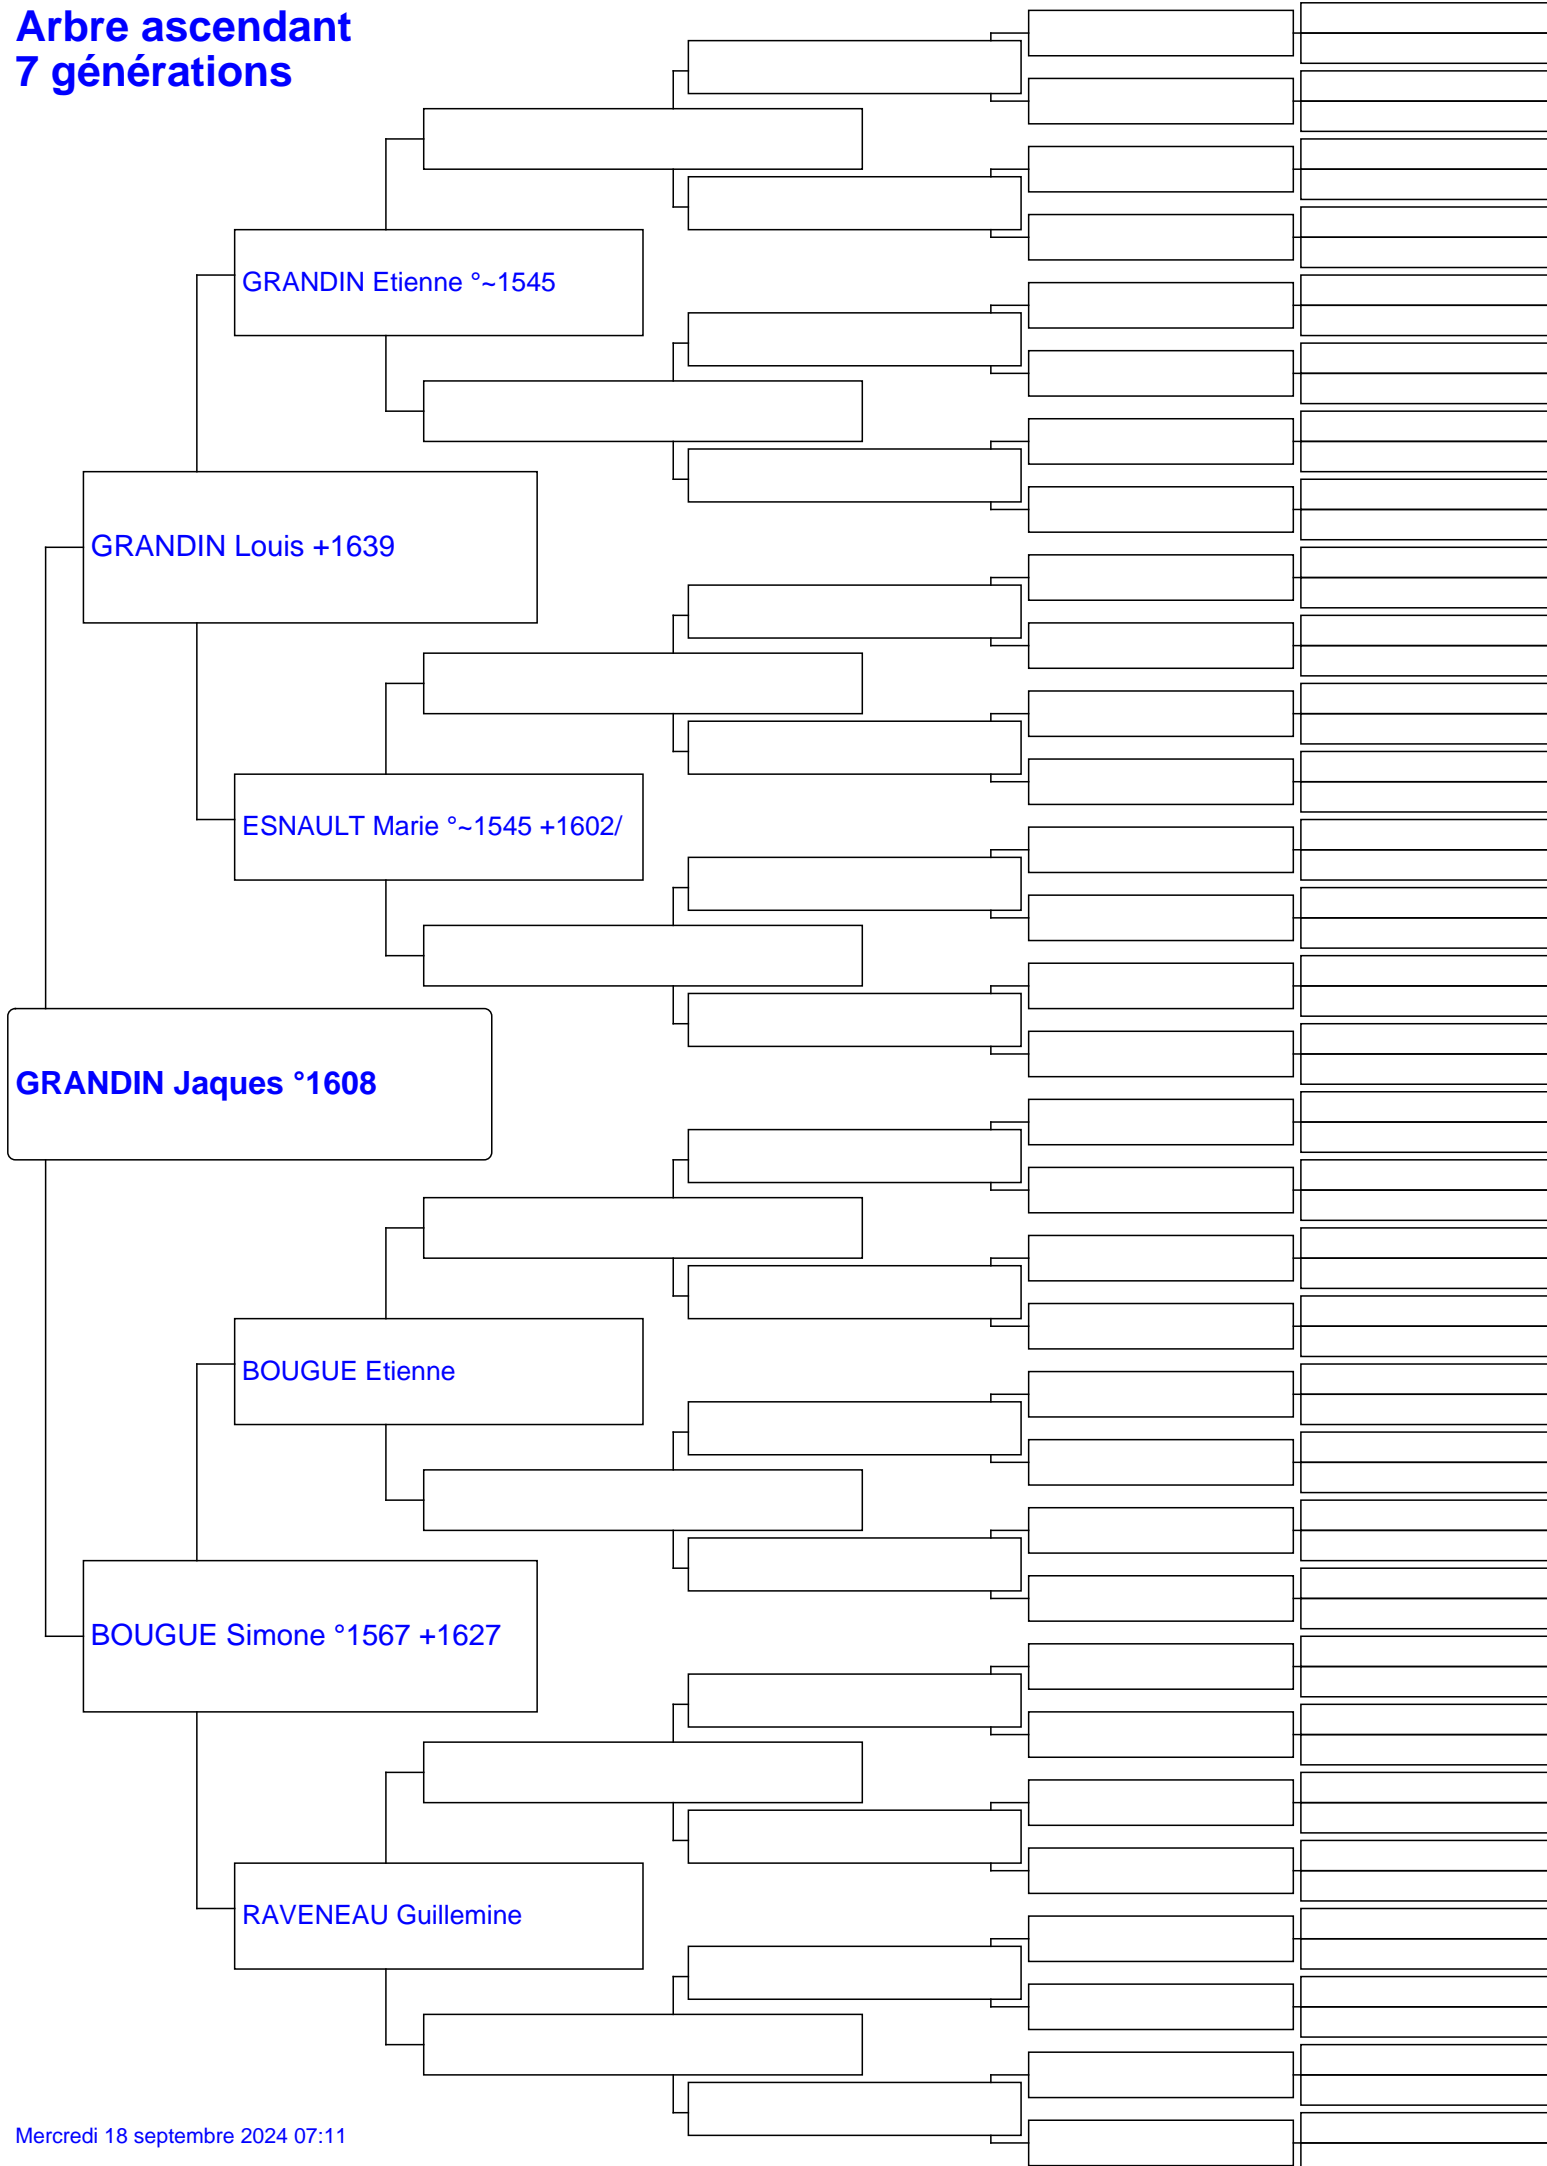 Arbre ascendant
7 générations
GRANDIN Etienne °~1545
GRANDIN Louis +1639
ESNAULT Marie °~1545 +1602/
GRANDIN Jaques °1608
BOUGUE Etienne
BOUGUE Simone °1567 +1627
RAVENEAU Guillemine
Mercredi 18 septembre 2024 07:11